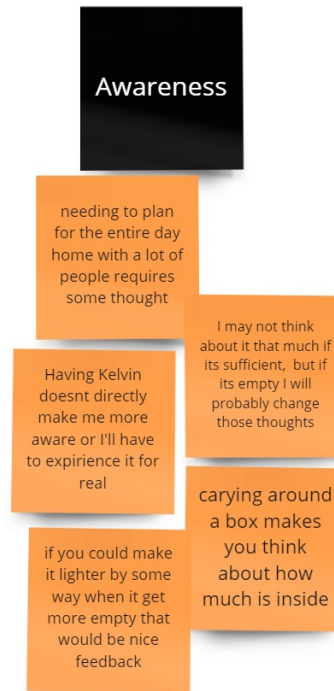 Awareness
needing to plan
for the entire day
home with a lot of
people requires
some thought
I may not think
about it that much if
its sufficient, but if
its empty I will
probably change
those thoughts
Having Kelvin
doesnt directly
make me more
aware or I'll have
to expirience it for
real
carying around
a box makes
you think
about how
much is inside
if you could make
it lighter by some
way when it get
more empty that
would be nice
feedback